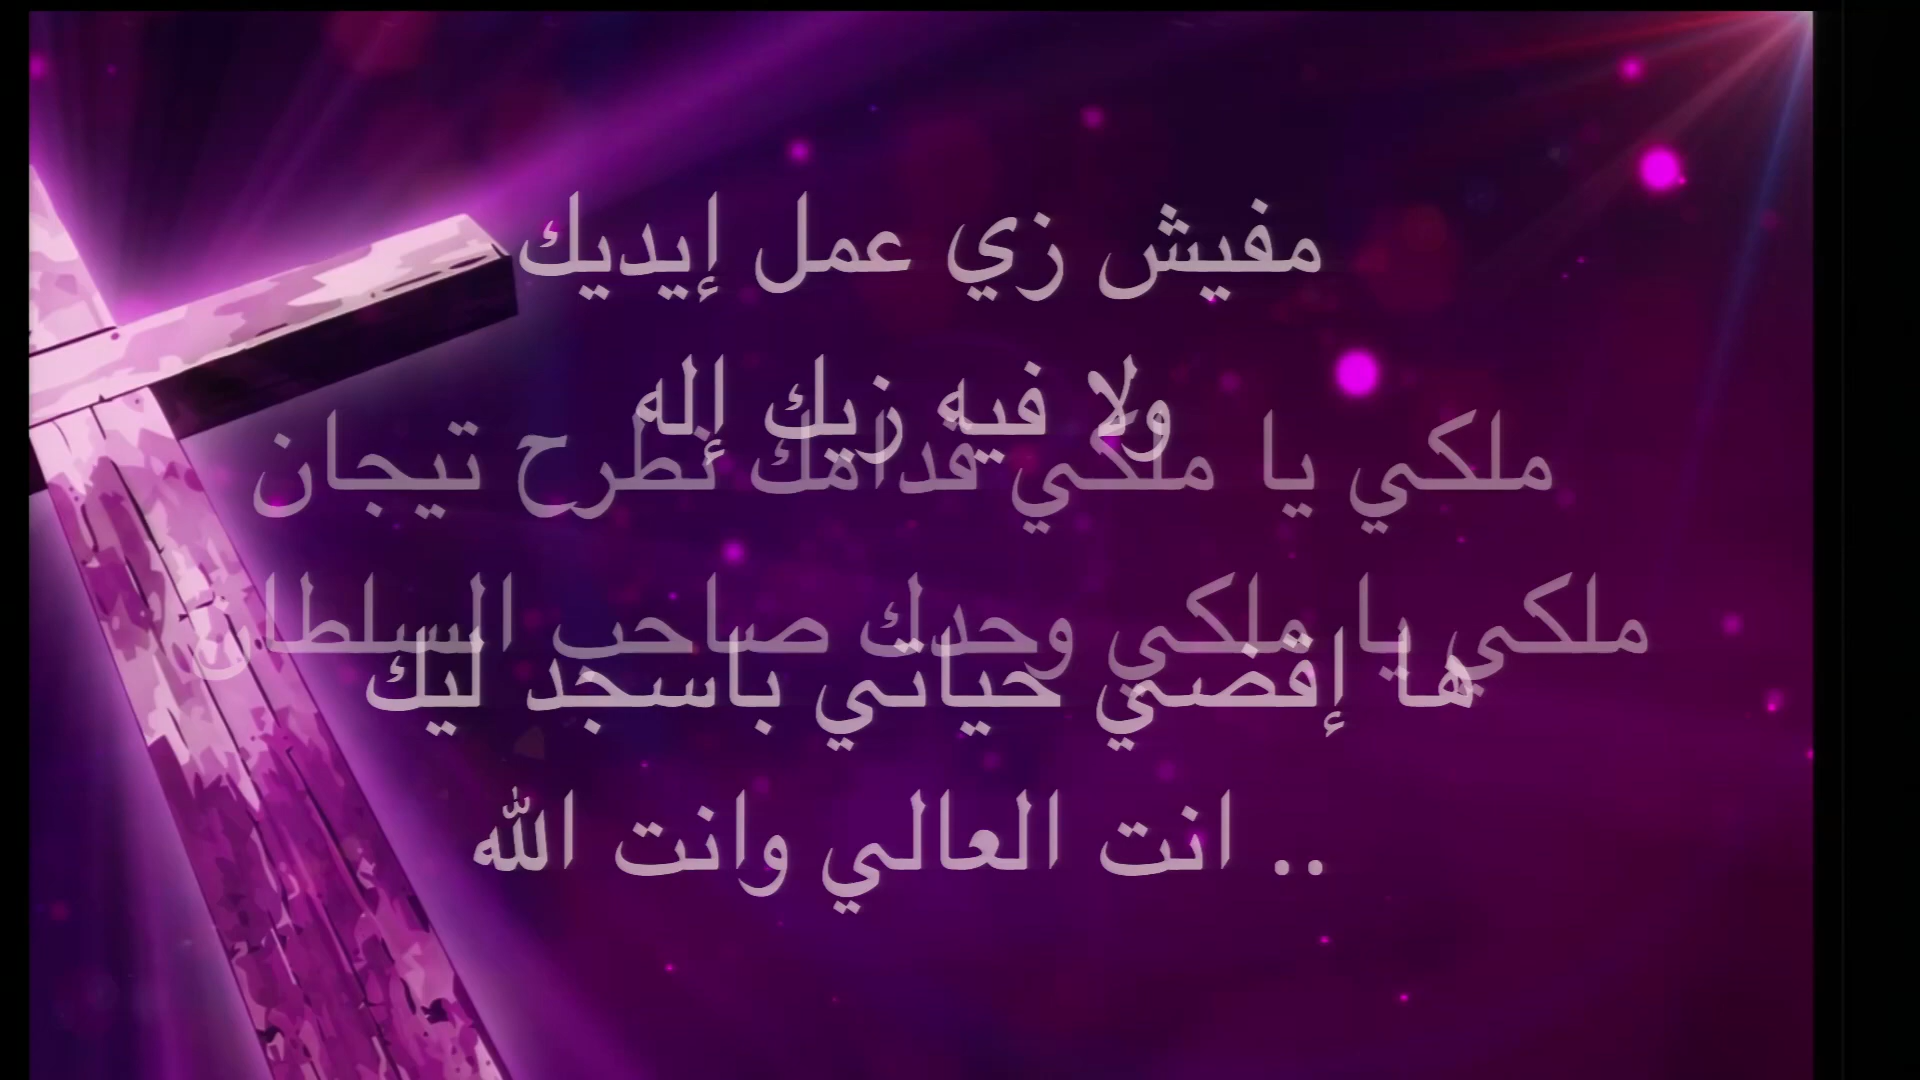 مفيش زي عمل إيديك
ولا فيه زيك إله
ملكي يا ملكي قدامك نطرح تيجان
ملكي يا ملكي وحدك صاحب السلطان
ها إقضي حياتي باسجد ليك
.. انت العالي وانت الله